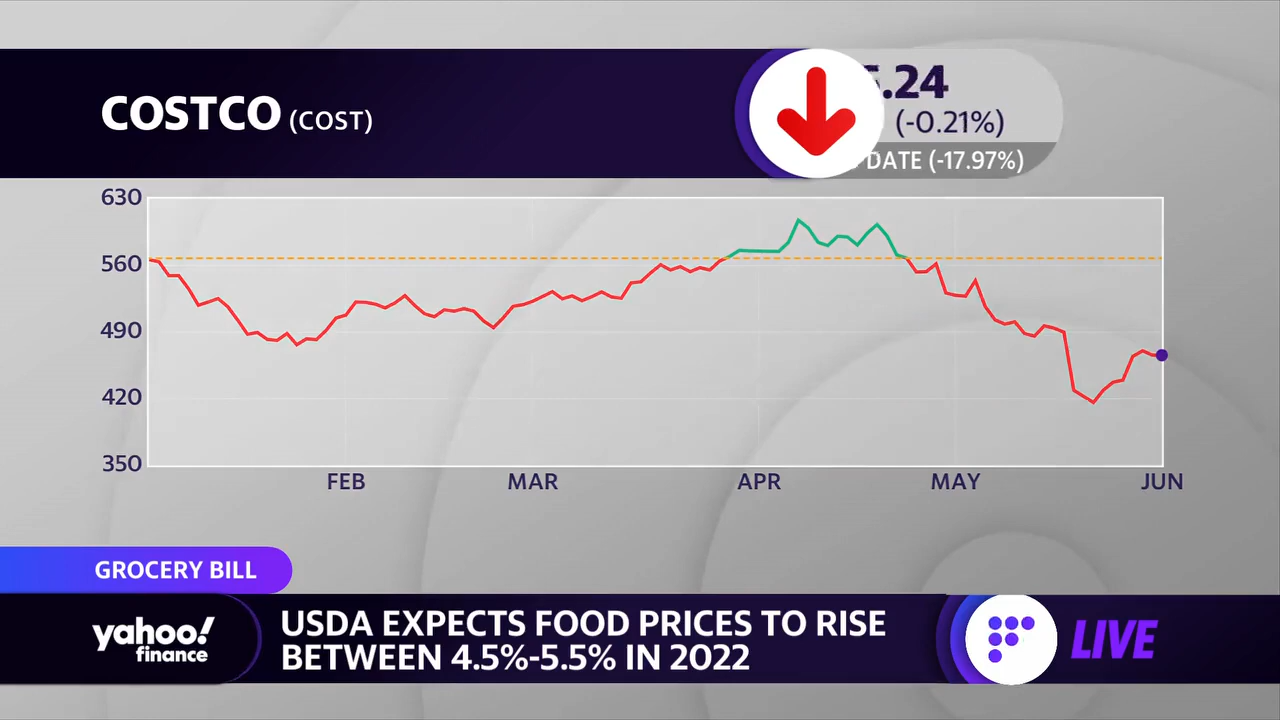 COSTCO (COST)
.24
(-0.21%)
DATE (-17.97%)
630
560
490
420
350
FEB MAR APR MAY JUN
GROCERY BILL
yahoo!
finance
USDA EXPECTS FOOD PRICES TO RISE
BETWEEN 4.5%-5.5% IN 2022
LIVE